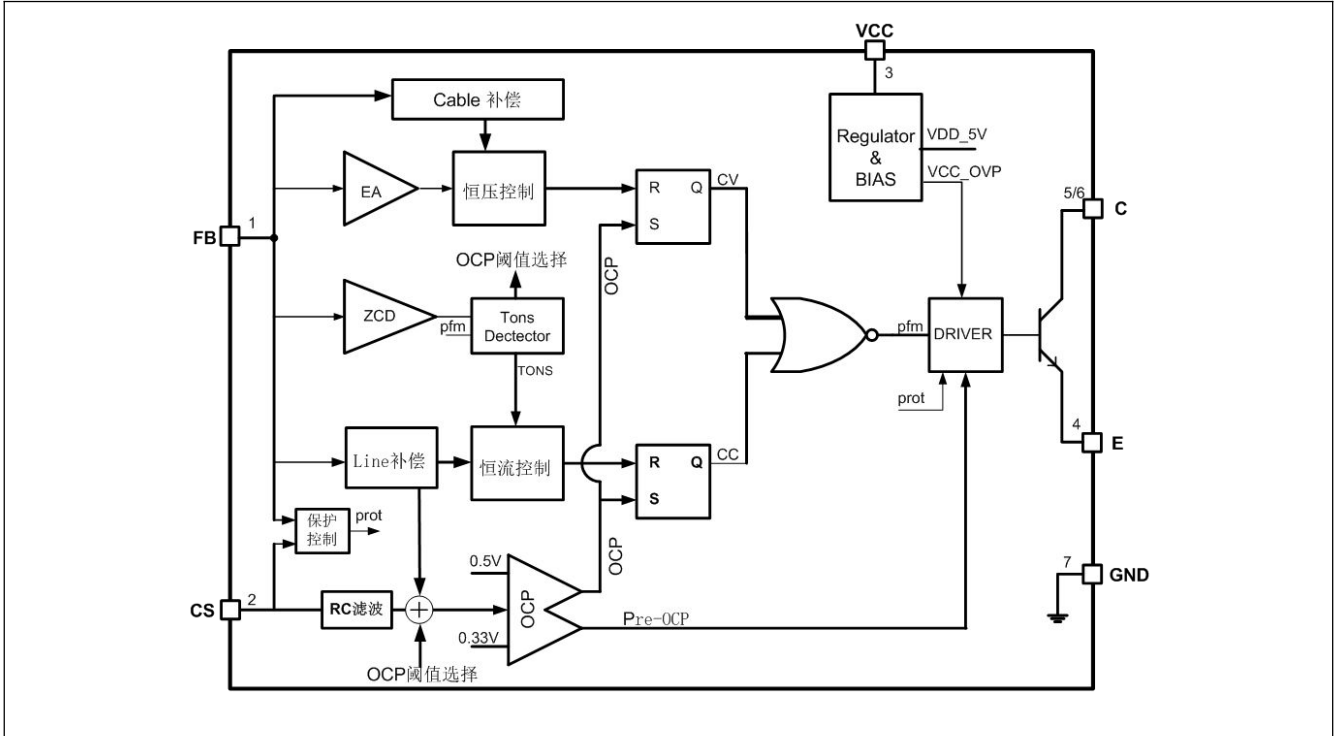 VCC
3
Cable 补偿
Regulator
&
BIAS
VDD_5V
VCC_OVP
EA
恒压控制
R Q
S
CV
5/6
C
FB
1
OCP阈值选择
OCP
ZCD
pfm
Tons
Dectector
TONS
pfm
DRIVER
prot
4
E
Line补偿
恒流控制
R Q
S
CC
保护
控制
prot
0.5V
OCP
7
GND
CS
2
RC滤波
+
OCP
Pre-OCP
0.33V
OCP阈值选择